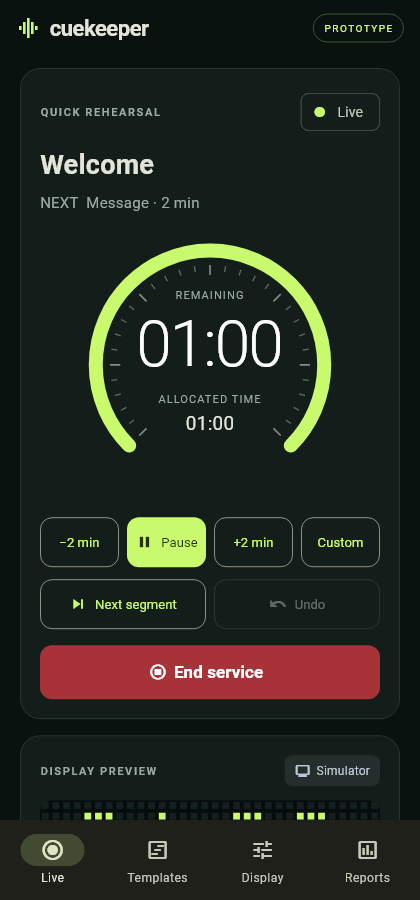 cuekeeper
PROTOTYPE
QUICK REHEARSAL
Live
Welcome
NEXT Message · 2 min
REMAINING
01:00
ALLOCATED TIME
01:00
−2 min
Pause
+2 min
Custom
Next segment
Undo
End service
DISPLAY PREVIEW
Simulator
Live
Templates
Display
Reports